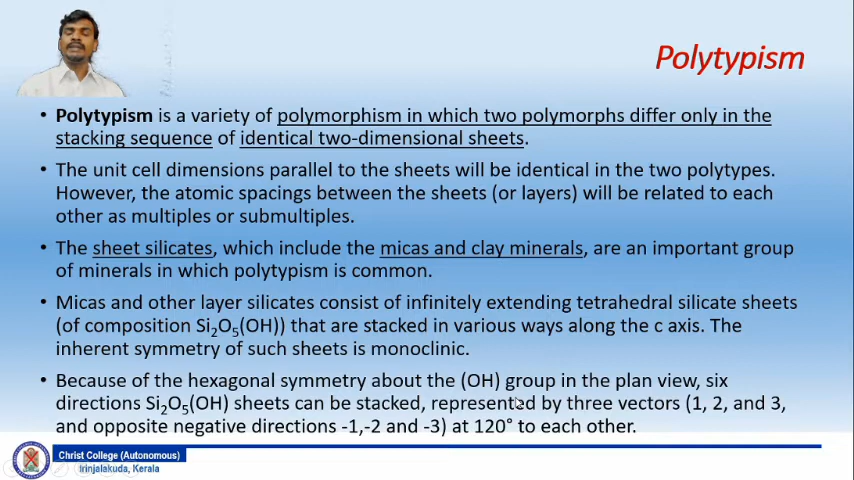 Polytypism
• Polytypism is a variety of polymorphism in which two polymorphs differ only in the
stacking sequence of identical two-dimensional sheets.
• The unit cell dimensions parallel to the sheets will be identical in the two polytypes.
However, the atomic spacings between the sheets (or layers) will be related to each
other as multiples or submultiples.
• The sheet silicates, which include the micas and clay minerals, are an important group
of minerals in which polytypism is common.
• Micas and other layer silicates consist of infinitely extending tetrahedral silicate sheets
(of composition Si₂O₅(OH)) that are stacked in various ways along the c axis. The
inherent symmetry of such sheets is monoclinic.
• Because of the hexagonal symmetry about the (OH) group in the plan view, six
directions Si₂O₅(OH) sheets can be stacked, represented by three vectors (1, 2, and 3,
and opposite negative directions -1,-2 and -3) at 120° to each other.
Christ College (Autonomous)
Irinjalakuda, Kerala